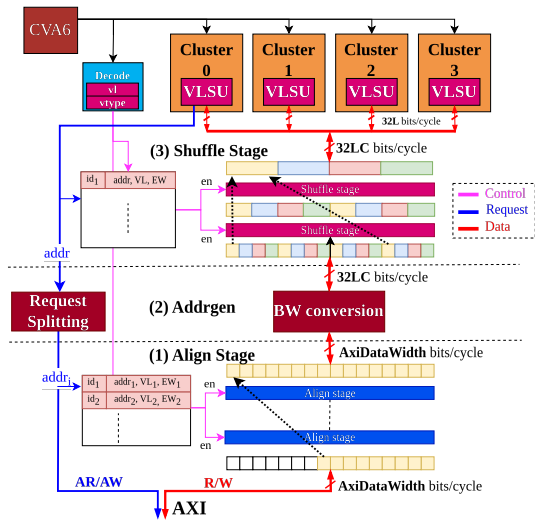 CVA6
Cluster
0
VLSU
Cluster
1
VLSU
Cluster
2
VLSU
Cluster
3
VLSU
Decode
vl
vtype
32L bits/cycle
32LC bits/cycle
(3) Shuffle Stage
id1 addr, VL, EW
en
Shuffle stage
en
Shuffle stage
Control
Request
Data
addr
32LC bits/cycle
Request
Splitting
(2) Addrgen
BW conversion
(1) Align Stage
AxiDataWidth bits/cycle
addri
id1 addr1, VL1, EW1
id2 addr2, VL2, EW2
en
Align stage
en
Align stage
AR/AW
R/W
AxiDataWidth bits/cycle
AXI